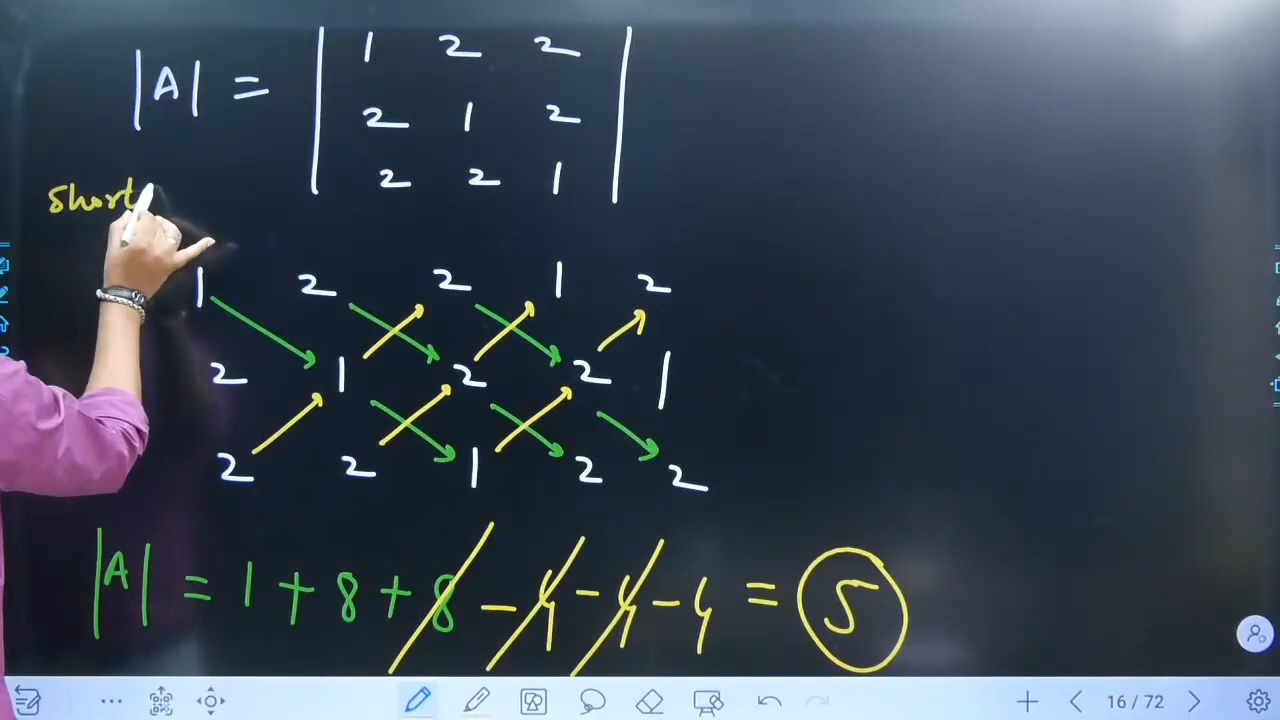 |A| = | 1 2 2 |
2 1 2
2 2 1
Short
1 2 2 1 2
2 1 2 2 1
2 2 1 2 2
|A| = 1 + 8 + 8 - 4 - 4 - 4 = 5
16 / 72